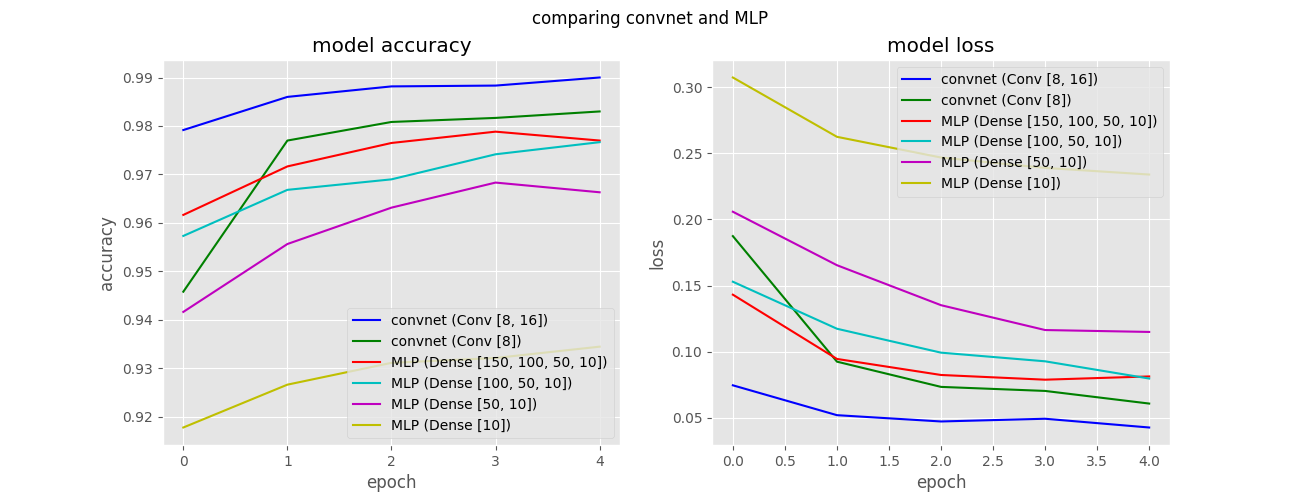 comparing convnet and MLP
model accuracy
0.99
0.98
0.97
0.96
0.95
0.94
0.93
0.92
accuracy
0
1
2
3
4
epoch
convnet (Conv [8, 16])
convnet (Conv [8])
MLP (Dense [150, 100, 50, 10])
MLP (Dense [100, 50, 10])
MLP (Dense [50, 10])
MLP (Dense [10])
model loss
0.30
0.25
0.20
0.15
0.10
0.05
loss
0.0
0.5
1.0
1.5
2.0
2.5
3.0
3.5
4.0
epoch
convnet (Conv [8, 16])
convnet (Conv [8])
MLP (Dense [150, 100, 50, 10])
MLP (Dense [100, 50, 10])
MLP (Dense [50, 10])
MLP (Dense [10])